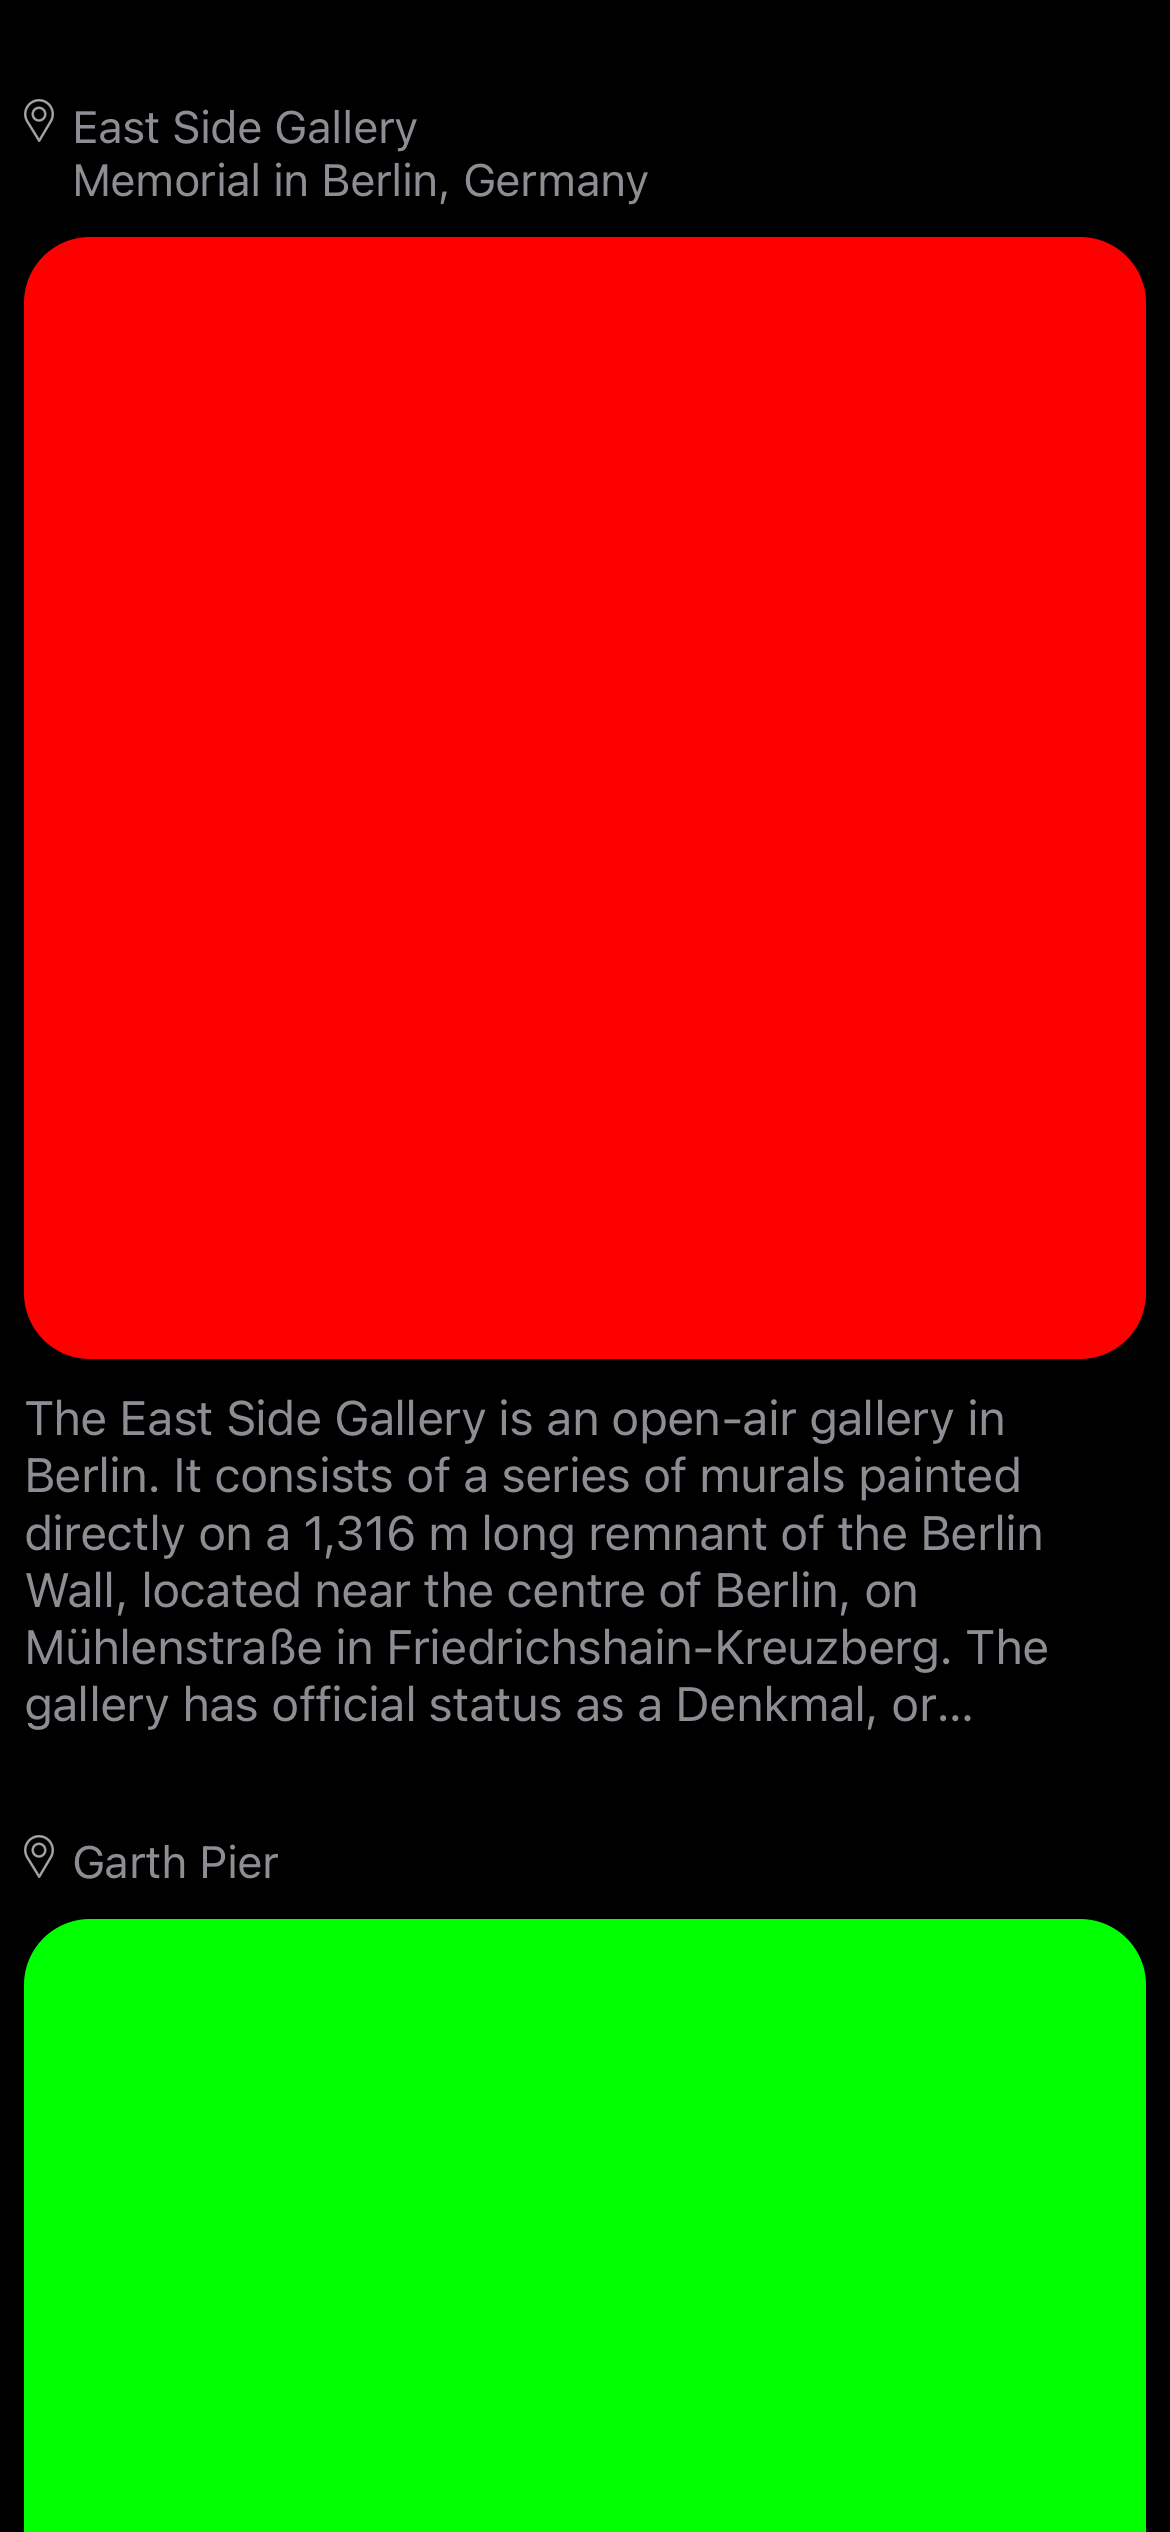 East Side Gallery
Memorial in Berlin, Germany
The East Side Gallery is an open-air gallery in
Berlin. It consists of a series of murals painted
directly on a 1,316 m long remnant of the Berlin
Wall, located near the centre of Berlin, on
Mühlenstraße in Friedrichshain-Kreuzberg. The
gallery has official status as a Denkmal, or…
Garth Pier